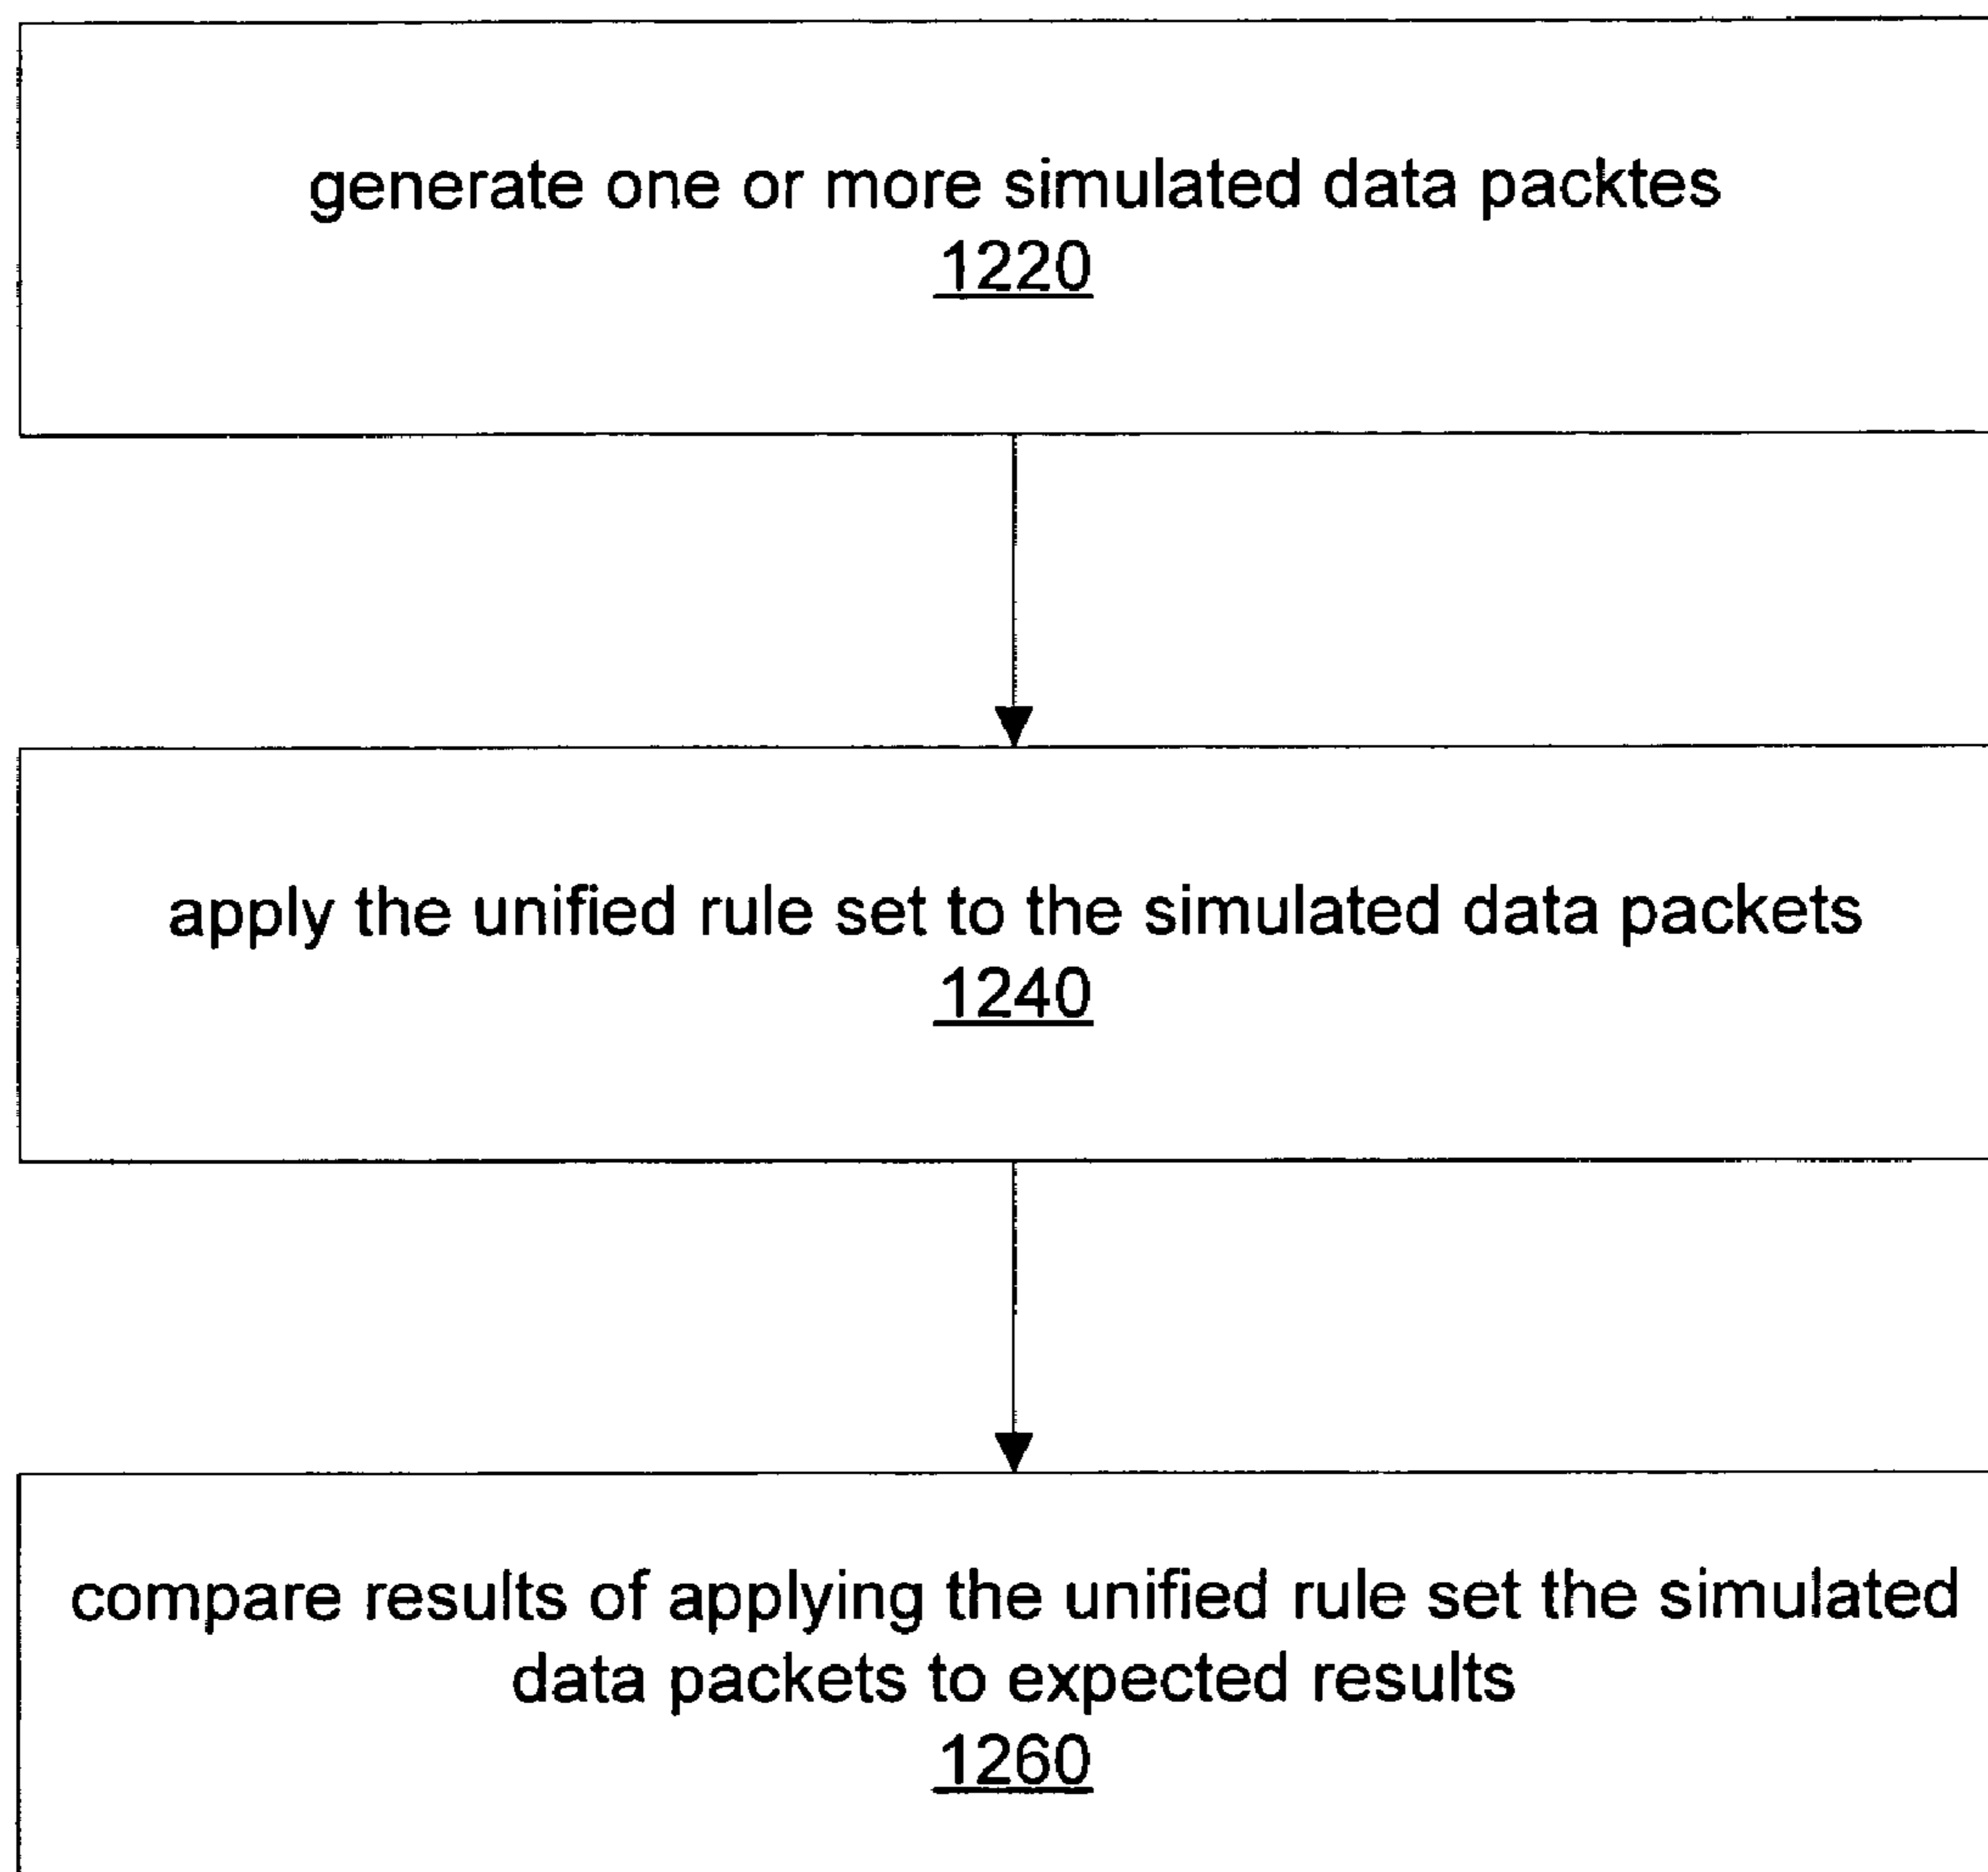 generate one or more simulated data packtes
1220
apply the unified rule set to the simulated data packets
1240
compare results of applying the unified rule set the simulated
data packets to expected results
1260